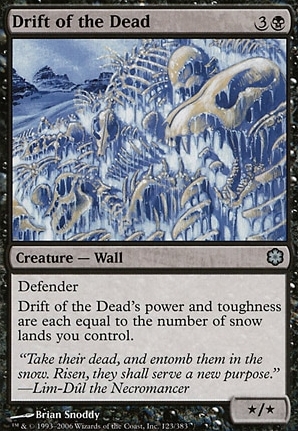 Drift of the Dead 3
Creature — Wall
Defender
Drift of the Dead's power and toughness
are each equal to the number of snow
lands you control.
"Take their dead, and entomb them in the
snow. Risen, they shall serve a new purpose."
—Lim-Dûl the Necromancer
Brian Snoddy
™ & © 1993–2006 Wizards of the Coast, Inc. 123/383
*/*